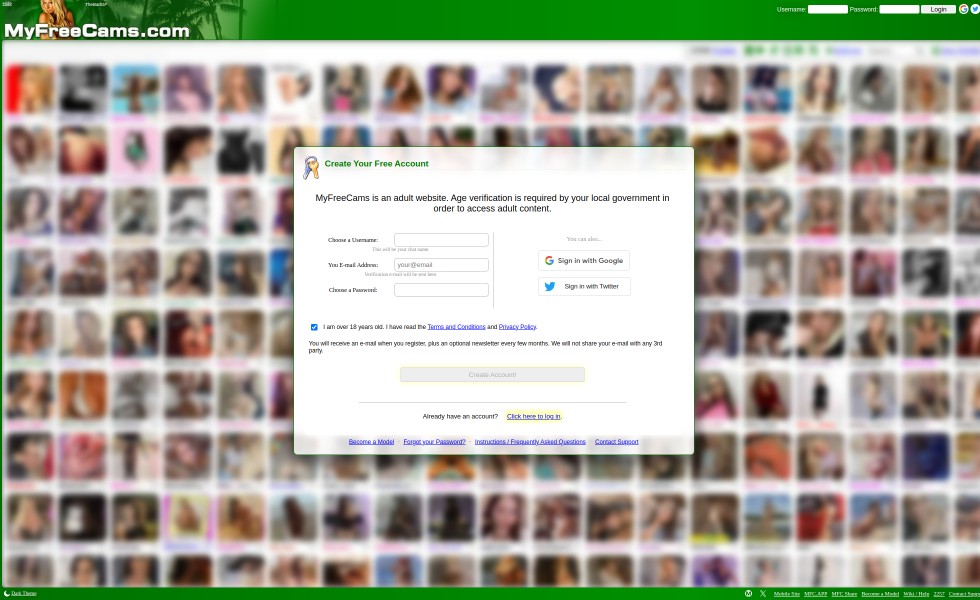 Hide
Thematrix*
Username:
Password:
Login
MyFreeCams.com
Create Your Free Account
MyFreeCams is an adult website. Age verification is required by your local government in
order to access adult content.
Choose a Username:
This will be your chat name.
You E-mail Address:
your@email
Verification e-mail will be sent here.
Choose a Password:
You can also...
Sign in with Google
Sign in with Twitter
I am over 18 years old. I have read the Terms and Conditions and Privacy Policy.
You will receive an e-mail when you register, plus an optional newsletter every few months. We will not share your e-mail with any 3rd
party.
Create Account!
Already have an account? Click here to log in.
Become a Model · Forgot your Password? · Instructions / Frequently Asked Questions · Contact Support
Dark Theme
Mobile Site MFC.APP MFC Share Become a Model Wiki / Help 2257 Contact